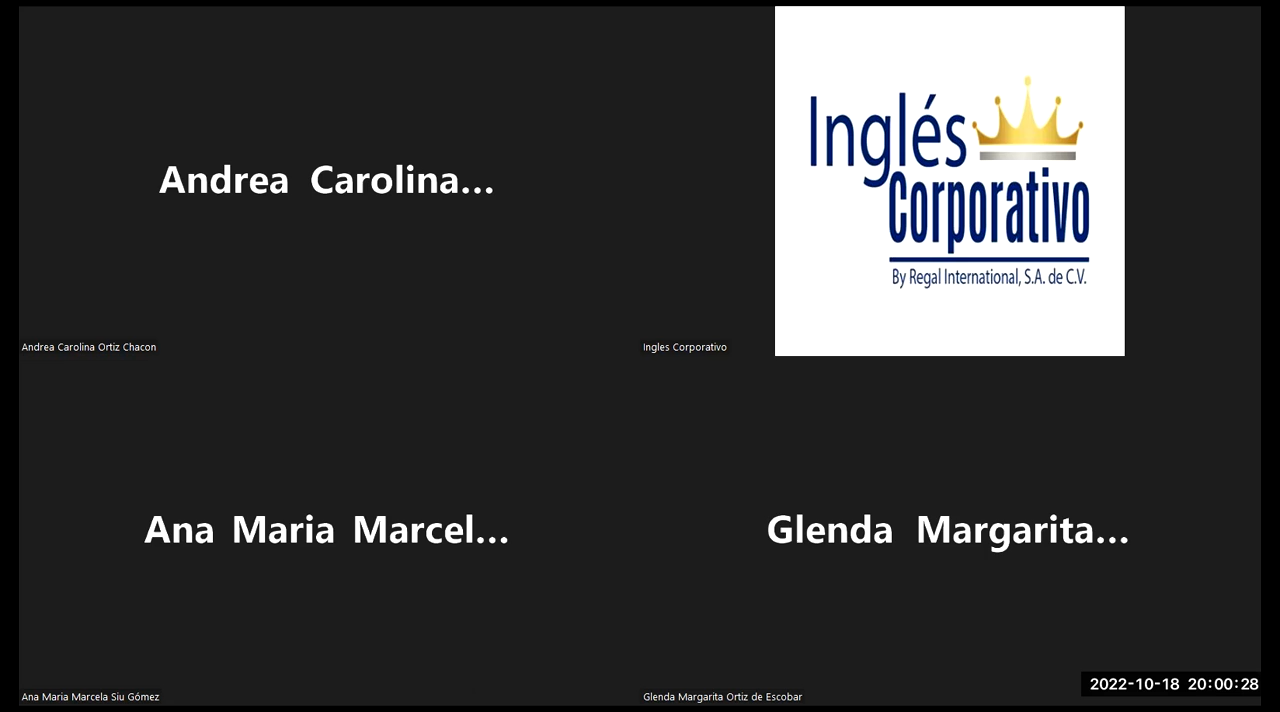 Andrea Carolina...
Andrea Carolina Ortiz Chacon
Inglés
Corporativo
By Regal International, S.A. de C.V.
Ingles Corporativo
Ana Maria Marcel...
Ana Maria Marcela Siu Gómez
Glenda Margarita...
Glenda Margarita Ortiz de Escobar
2022-10-18 20:00:28